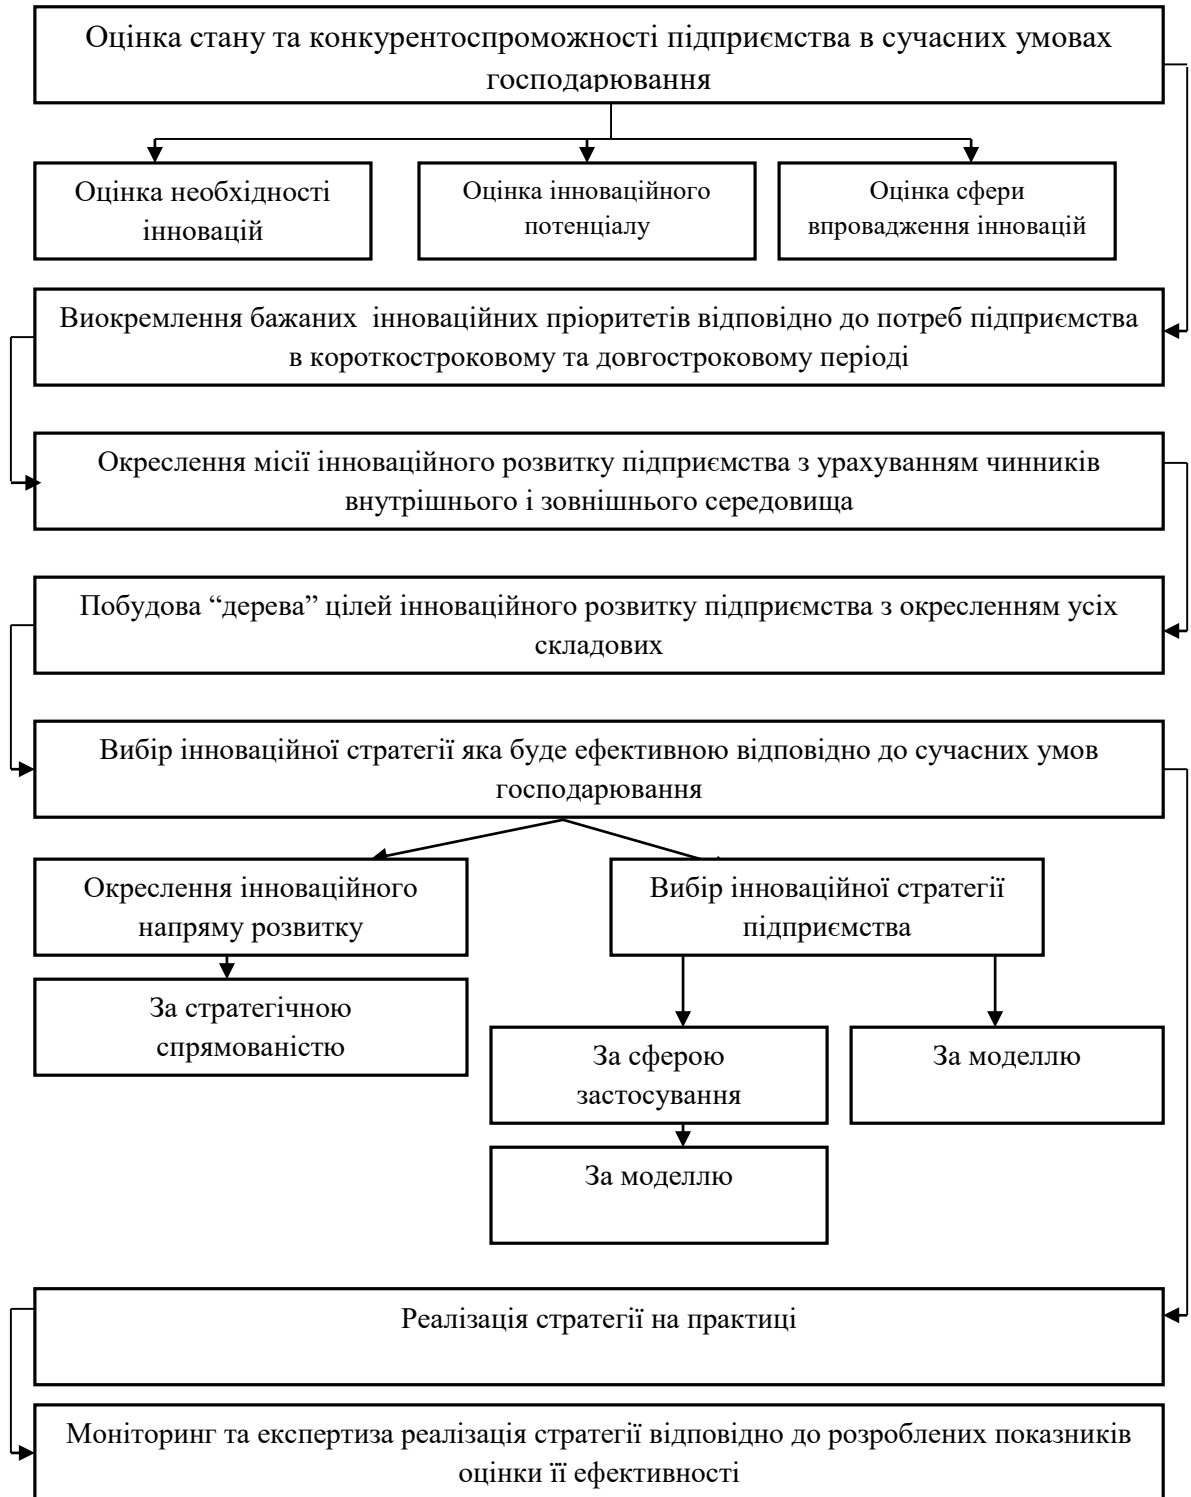 Оцінка стану та конкурентоспроможності підприємства в сучасних умовах
господарювання
Оцінка необхідності
інновацій
Оцінка інноваційного
потенціалу
Оцінка сфери
впровадження інновацій
Виокремлення бажаних  інноваційних пріоритетів відповідно до потреб підприємства
в короткостроковому та довгостроковому періоді
Окреслення місії інноваційного розвитку підприємства з урахуванням чинників
внутрішнього і зовнішнього середовища
Побудова “дерева” цілей інноваційного розвитку підприємства з окресленням усіх
складових
Вибір інноваційної стратегії яка буде ефективною відповідно до сучасних умов
господарювання
Окреслення інноваційного
напряму розвитку
Вибір інноваційної стратегії
підприємства
За стратегічною
спрямованістю
За сферою
застосування
За моделлю
За моделлю
Реалізація стратегії на практиці
Моніторинг та експертиза реалізація стратегії відповідно до розроблених показників
оцінки її ефективності